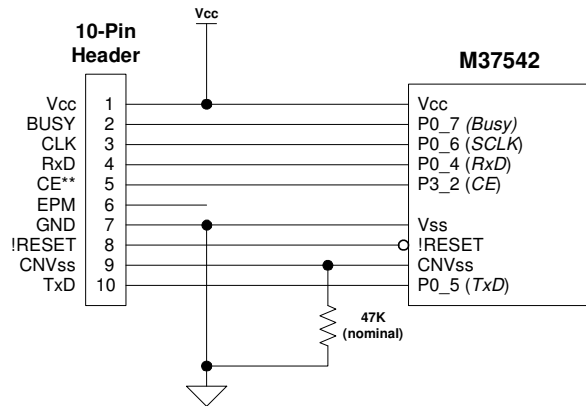 Vcc
10-Pin
Header
M37542
Vcc 1 Vcc
BUSY 2 P0_7 (Busy)
CLK 3 P0_6 (SCLK)
RxD 4 P0_4 (RxD)
CE** 5 P3_2 (CE)
EPM 6
GND 7 Vss
!RESET 8 !RESET
CNVss 9 CNVss
TxD 10 P0_5 (TxD)
47K
(nominal)